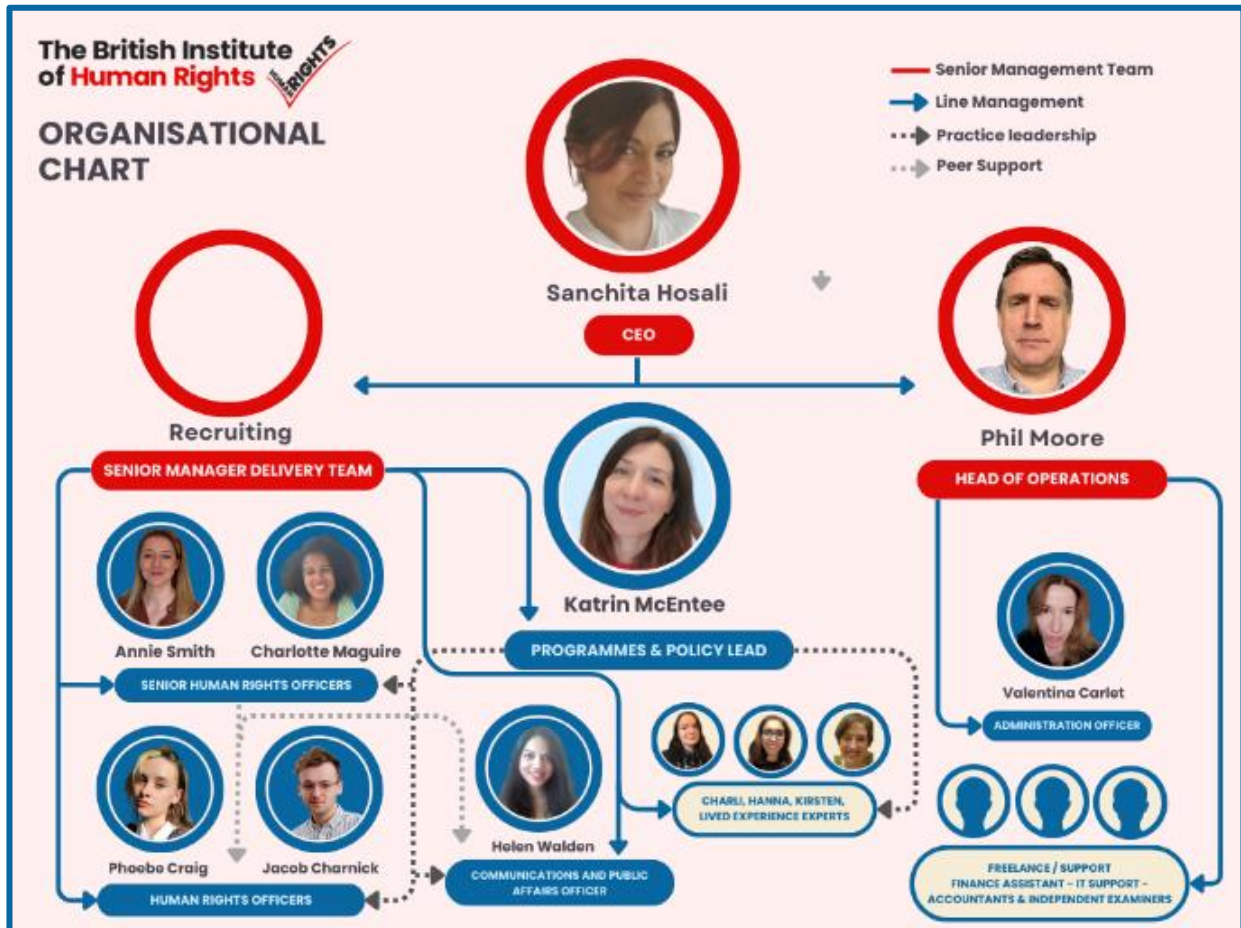 The British Institute
of Human Rights
HUMAN RIGHTS
ORGANISATIONAL
CHART
Senior Management Team
Line Management
Practice leadership
Peer Support
Sanchita Hosali
CEO
Recruiting
SENIOR MANAGER DELIVERY TEAM
Phil Moore
HEAD OF OPERATIONS
Katrin McEntee
PROGRAMMES & POLICY LEAD
Annie Smith
Charlotte Maguire
SENIOR HUMAN RIGHTS OFFICERS
Valentina Carlet
ADMINISTRATION OFFICER
CHARLI, HANNA, KIRSTEN,
LIVED EXPERIENCE EXPERTS
Helen Walden
COMMUNICATIONS AND PUBLIC
AFFAIRS OFFICER
Phoebe Craig
Jacob Charnick
HUMAN RIGHTS OFFICERS
FREELANCE / SUPPORT
FINANCE ASSISTANT - IT SUPPORT -
ACCOUNTANTS & INDEPENDENT EXAMINERS